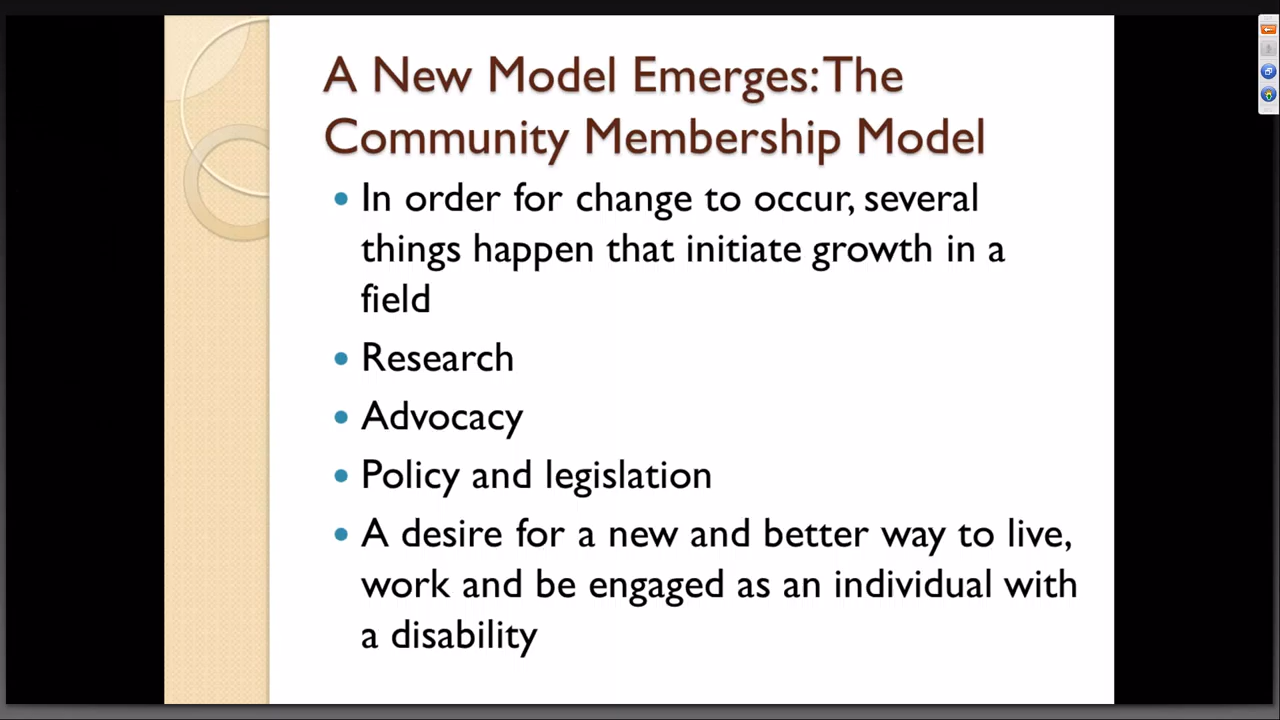 A New Model Emerges: The
Community Membership Model
• In order for change to occur, several
things happen that initiate growth in a
field
• Research
• Advocacy
• Policy and legislation
• A desire for a new and better way to live,
work and be engaged as an individual with
a disability